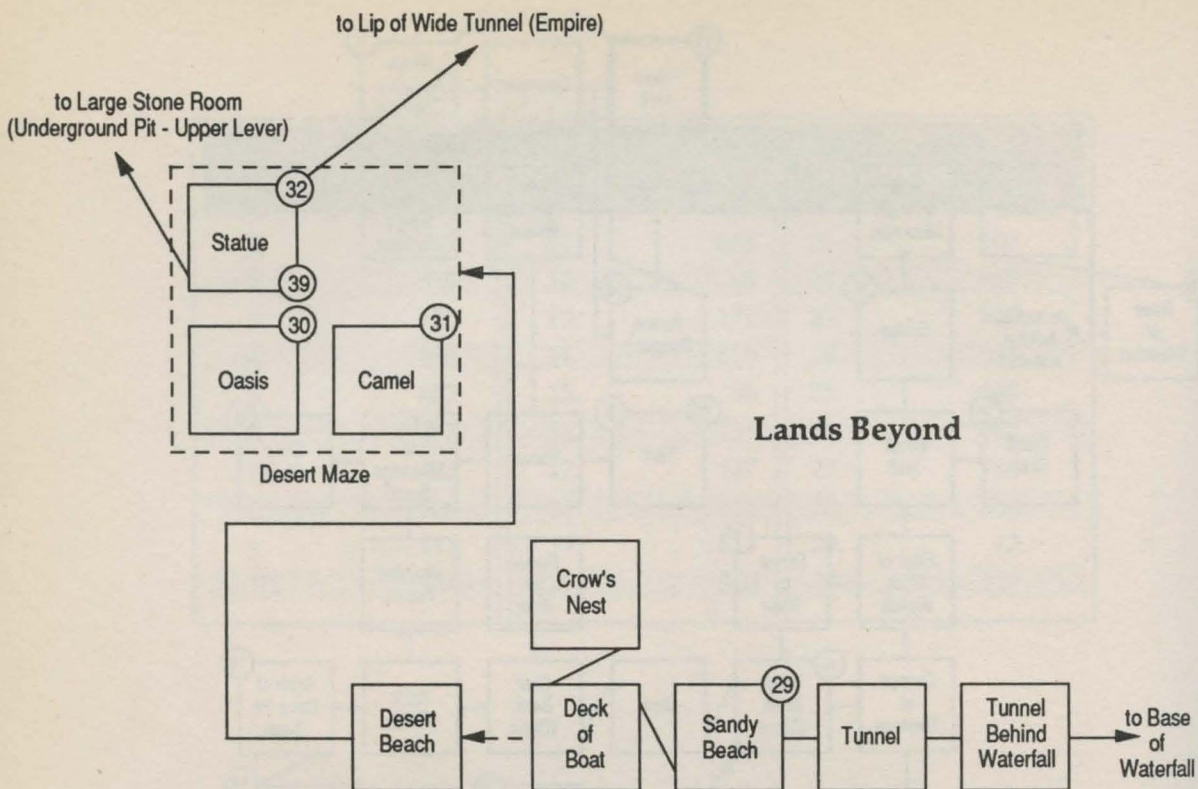 to Lip of Wide Tunnel (Empire)
to Large Stone Room
(Underground Pit - Upper Lever)
32
Statue
39
30
31
Oasis
Camel
Lands Beyond
Desert Maze
Crow's
Nest
29
Desert
Beach
Deck
of
Boat
Sandy
Beach
Tunnel
Tunnel
Behind
Waterfall
to Base
of
Waterfall